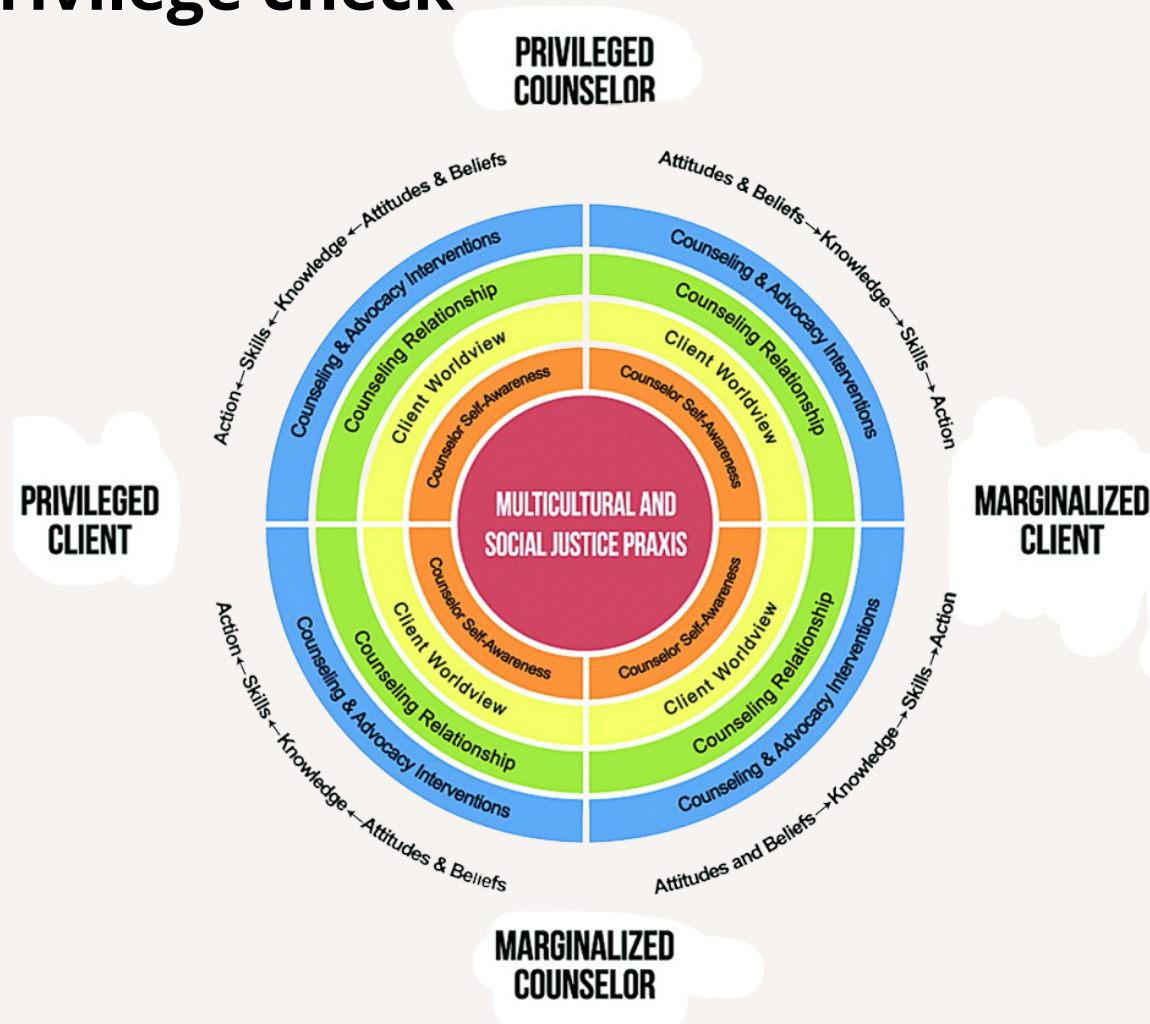 rivilege check
PRIVILEGED
COUNSELOR
Attitudes & Beliefs
Knowledge
Skills
Action
Attitudes & Beliefs
Knowledge
Skills
Action
Counseling & Advocacy Interventions
Counseling Relationship
Client Worldview
Counselor Self-Awareness
Counseling & Advocacy Interventions
Counseling Relationship
Client Worldview
Counselor Self-Awareness
PRIVILEGED
CLIENT
MULTICULTURAL AND
SOCIAL JUSTICE PRAXIS
MARGINALIZED
CLIENT
Counselor Self-Awareness
Client Worldview
Counseling Relationship
Counseling & Advocacy Interventions
Counselor Self-Awareness
Client Worldview
Counseling Relationship
Counseling & Advocacy Interventions
Action
Skills
Knowledge
Attitudes & Beliefs
Action
Skills
Knowledge
Attitudes and Beliefs
MARGINALIZED
COUNSELOR